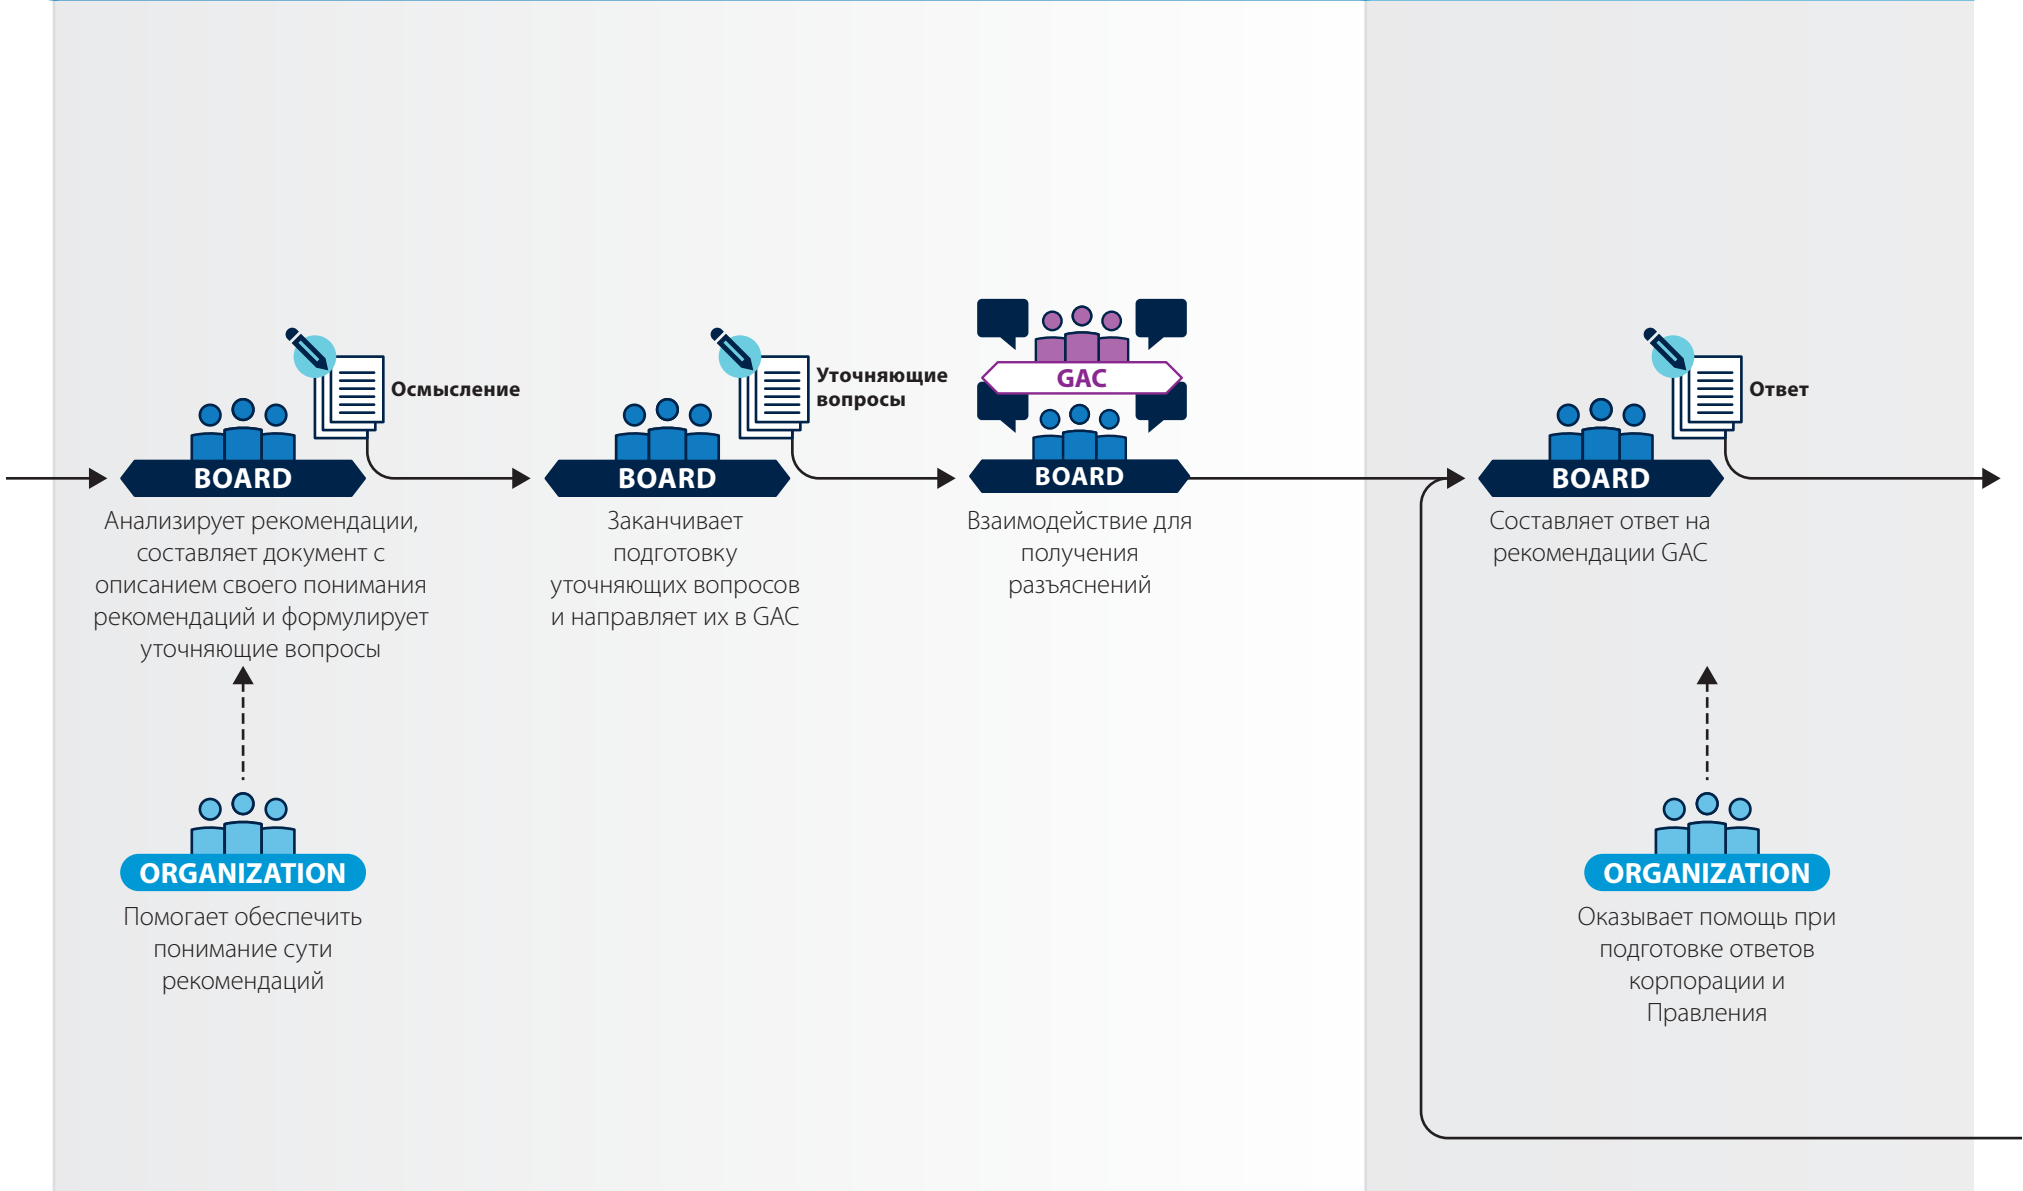 Осмысление
BOARD
Анализирует рекомендации,
составляет документ с
описанием своего понимания
рекомендаций и формулирует
уточняющие вопросы
ORGANIZATION
Помогает обеспечить
понимание сути
рекомендаций
Уточняющие
вопросы
BOARD
Заканчивает
подготовку
уточняющих вопросов
и направляет их в GAC
GAC
BOARD
Взаимодействие для
получения
разъяснений
Ответ
BOARD
Составляет ответ на
рекомендации GAC
ORGANIZATION
Оказывает помощь при
подготовке ответов
корпорации и
Правления